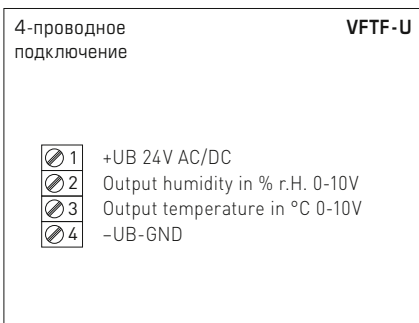 4-проводное VFTF-U
подключение
1 +UB 24V AC/DC
2 Output humidity in % r.H. 0-10V
3 Output temperature in °C 0-10V
4 –UB-GND